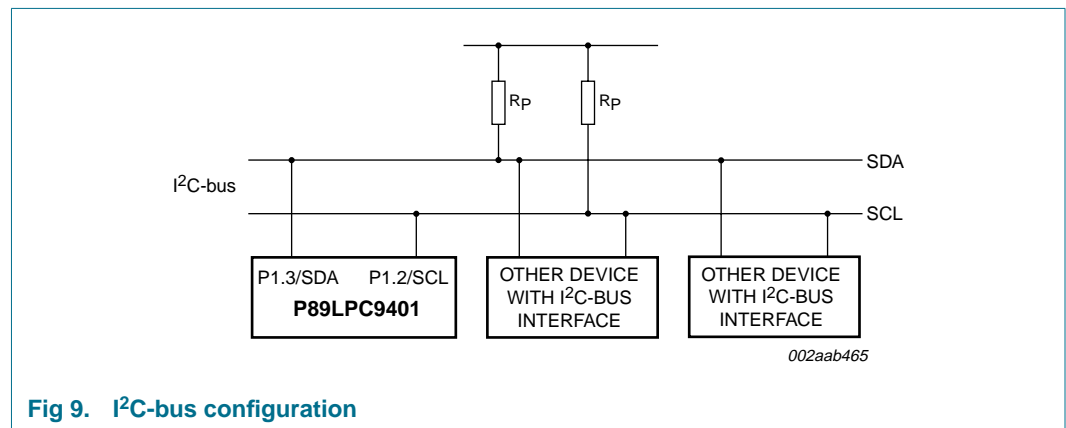 RP RP
SDA
I2C-bus
SCL
P1.3/SDA P1.2/SCL
P89LPC9401
OTHER DEVICE
WITH I2C-BUS
INTERFACE
OTHER DEVICE
WITH I2C-BUS
INTERFACE
002aab465
Fig 9. I2C-bus configuration